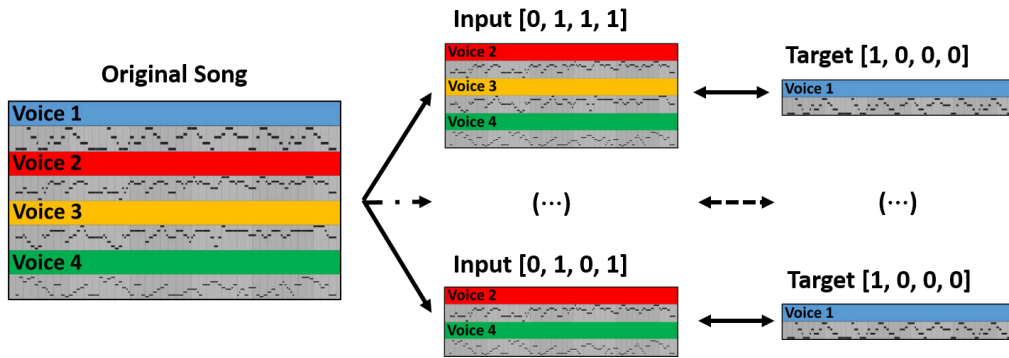 Original Song
Voice 1
Voice 2
Voice 3
Voice 4
Input [0, 1, 1, 1]
Voice 2
Voice 3
Voice 4
Target [1, 0, 0, 0]
Voice 1
(...)
(...)
Input [0, 1, 0, 1]
Voice 2
Voice 4
Target [1, 0, 0, 0]
Voice 1